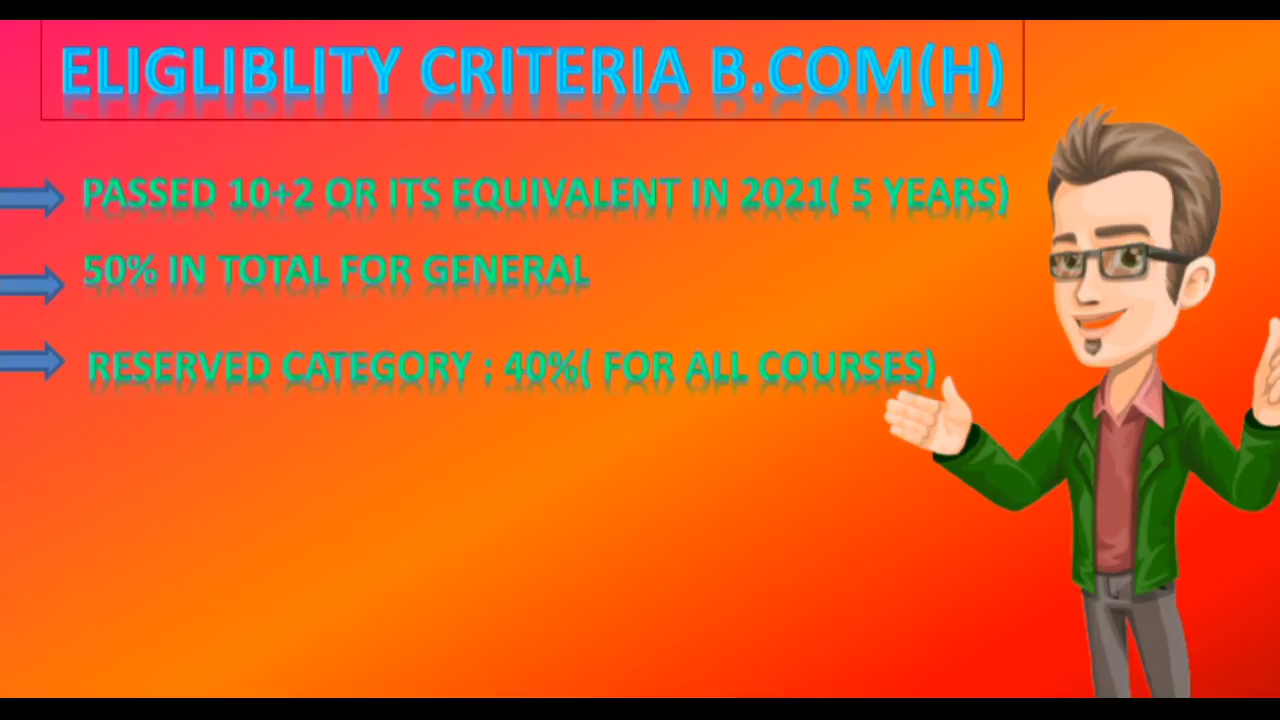 ELIGLIBLITY CRITERIA B.COM(H)
PASSED 10+2 OR ITS EQUIVALENT IN 2021( 5 YEARS)
50% IN TOTAL FOR GENERAL
RESERVED CATEGORY : 40%( FOR ALL COURSES)